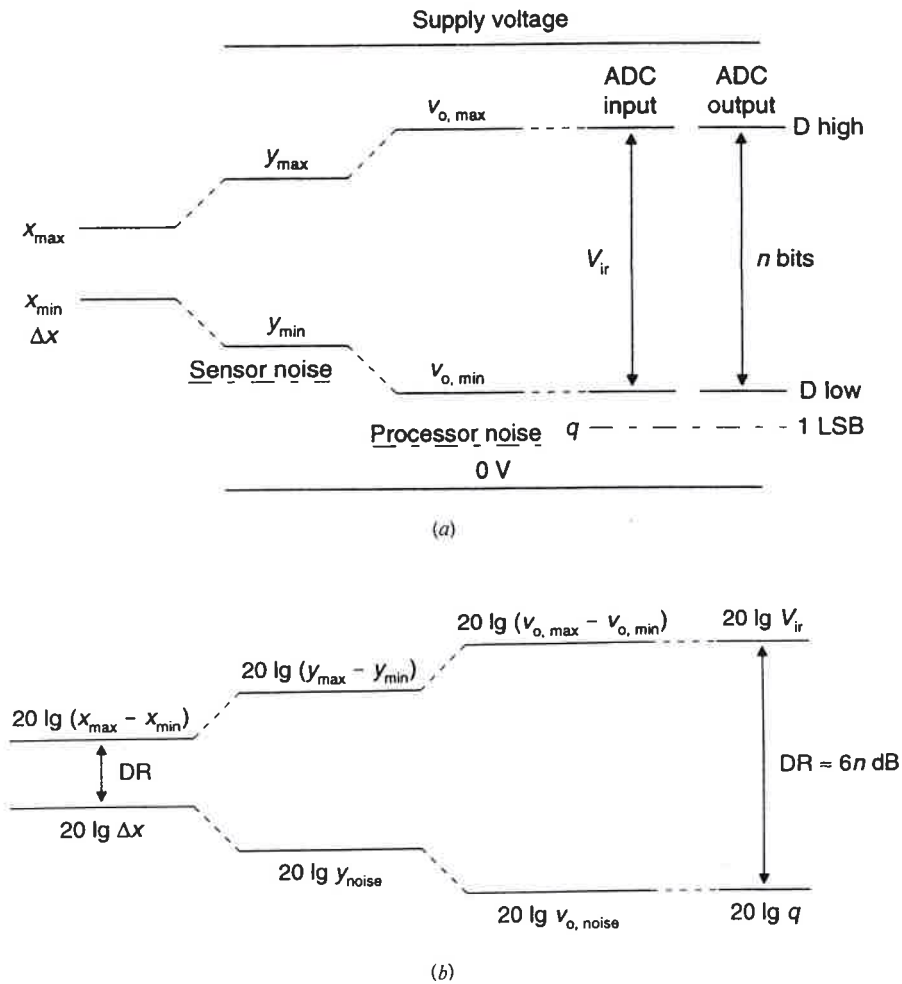 Supply voltage
ADC input
ADC output
v_o, max
D high
y_max
x_max
V_ir
n bits
x_min
Δx
y_min
Sensor noise
v_o, min
D low
Processor noise
q
1 LSB
0 V
(a)
20 lg (v_o, max − v_o, min)
20 lg V_ir
20 lg (y_max − y_min)
20 lg (x_max − x_min)
DR
DR ≈ 6n dB
20 lg Δx
20 lg y_noise
20 lg v_o, noise
20 lg q
(b)